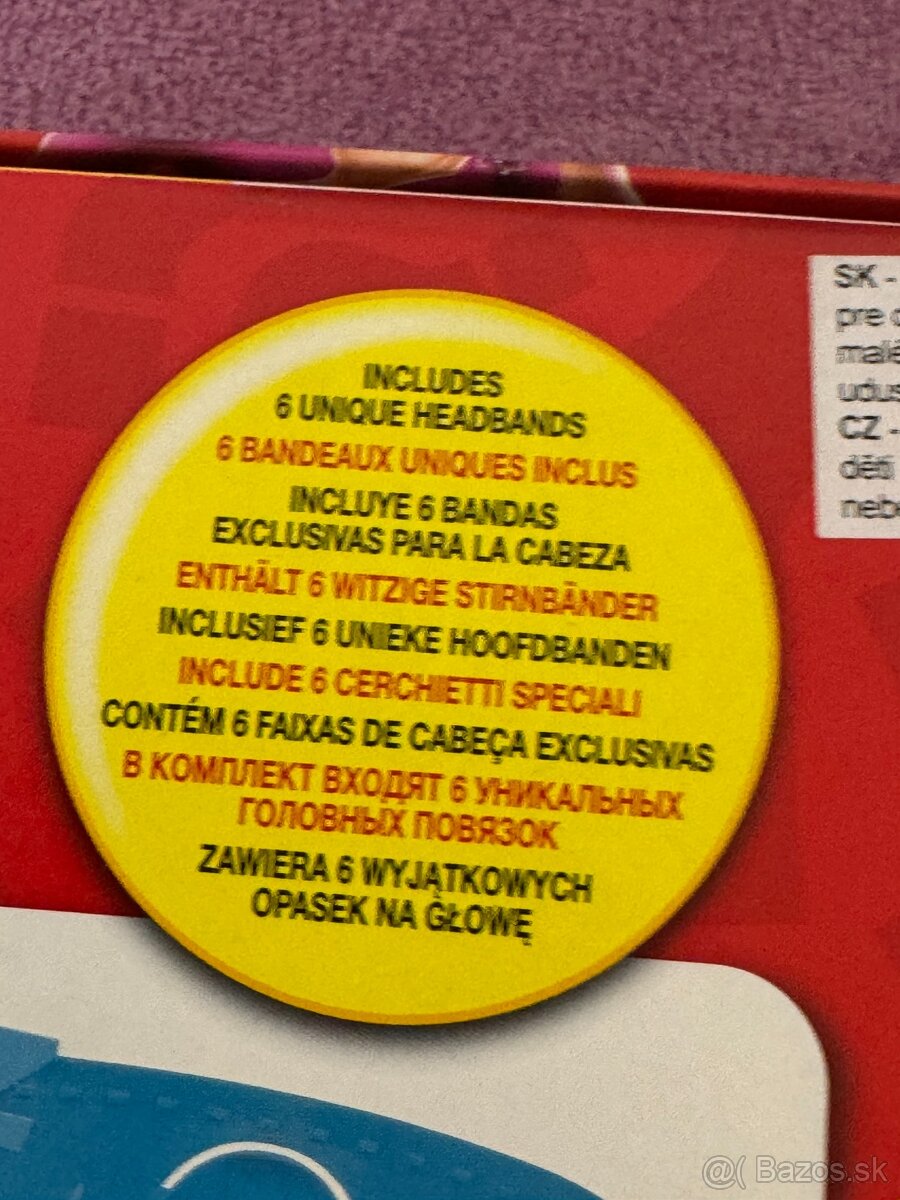 INCLUDES
6 UNIQUE HEADBANDS
6 BANDEAUX UNIQUES INCLUS
INCLUYE 6 BANDAS
EXCLUSIVAS PARA LA CABEZA
ENTHÄLT 6 WITZIGE STIRNBÄNDER
INCLUSIEF 6 UNIEKE HOOFDBANDEN
INCLUDE 6 CERCHIETTI SPECIALI
CONTÉM 6 FAIXAS DE CABEÇA EXCLUSIVAS
В КОМПЛЕКТ ВХОДЯТ 6 УНИКАЛЬНЫХ
ГОЛОВНЫХ ПОВЯЗОК
ZAWIERA 6 WYJĄTKOWYCH
OPASEK NA GŁOWĘ
SK -
pre
malé
udus
CZ -
děti
nebe
@( Bazos.sk